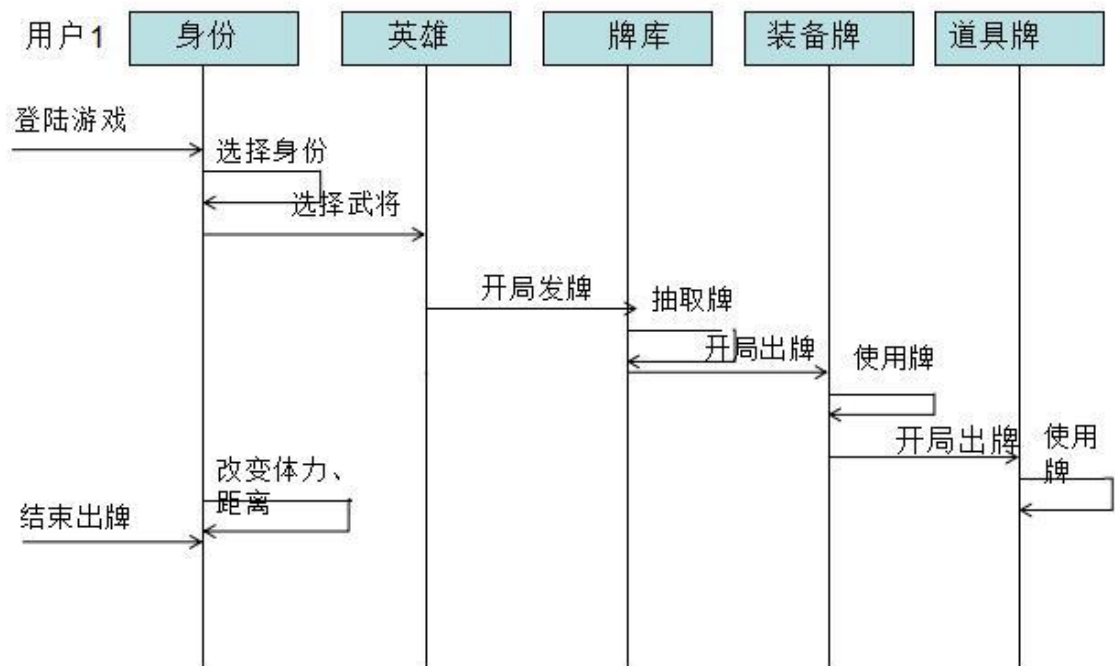 用户1 身份 英雄 牌库 装备牌 道具牌
登陆游戏
选择身份
选择武将
开局发牌
抽取牌
开局出牌
使用牌
开局出牌
使用
牌
改变体力、
距离
结束出牌